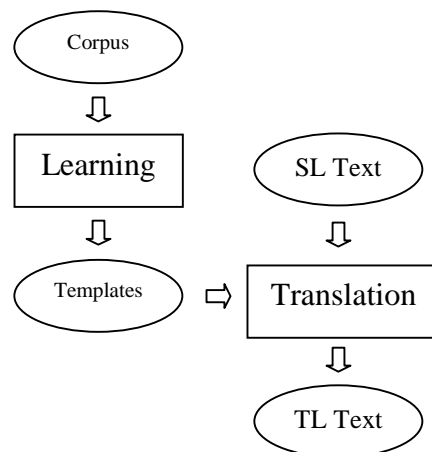 Corpus
Learning
SL Text
Templates
Translation
TL Text